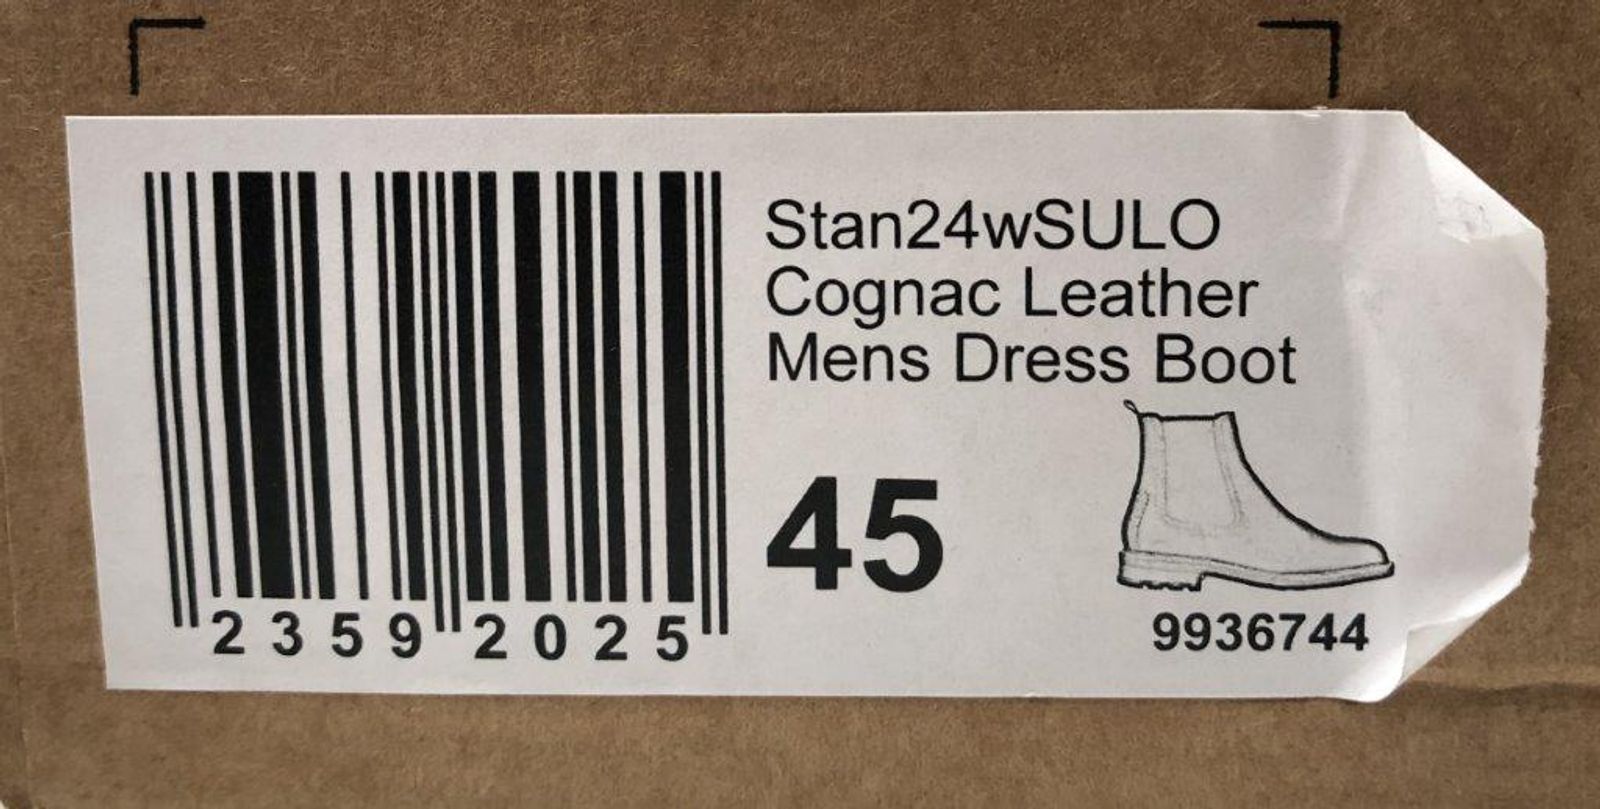 Stan24wSULO
Cognac Leather
Mens Dress Boot
45
2359 2025
9936744